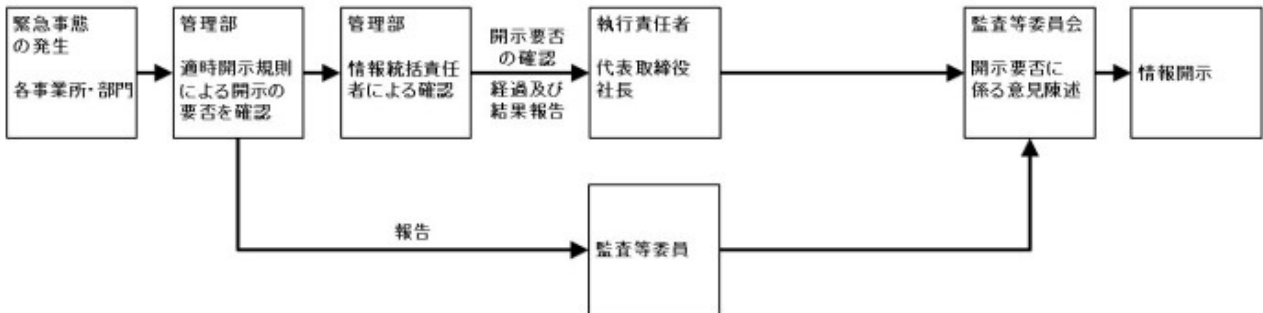 緊急事態
の発生
各事業所・部門
管理部
適時開示規則
による開示の
要否を確認
管理部
情報統括責任
者による確認
開示要否
の確認
経過及び
結果報告
執行責任者
代表取締役
社長
監査等委員会
開示要否に
係る意見陳述
情報開示
報告
監査等委員